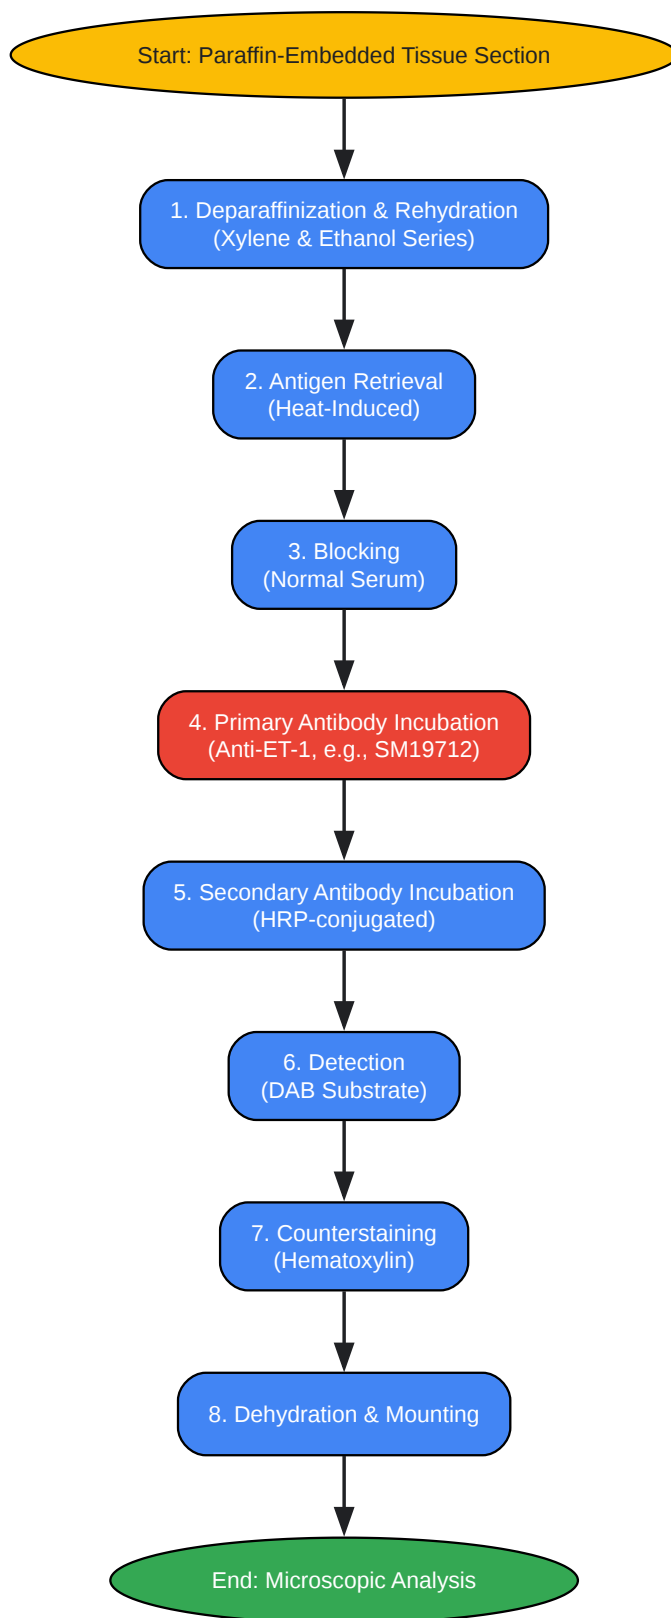 Start: Paraffin-Embedded Tissue Section
1. Deparaffinization & Rehydration
(Xylene & Ethanol Series)
2. Antigen Retrieval
(Heat-Induced)
3. Blocking
(Normal Serum)
4. Primary Antibody Incubation
(Anti-ET-1, e.g., SM19712)
5. Secondary Antibody Incubation
(HRP-conjugated)
6. Detection
(DAB Substrate)
7. Counterstaining
(Hematoxylin)
8. Dehydration & Mounting
End: Microscopic Analysis